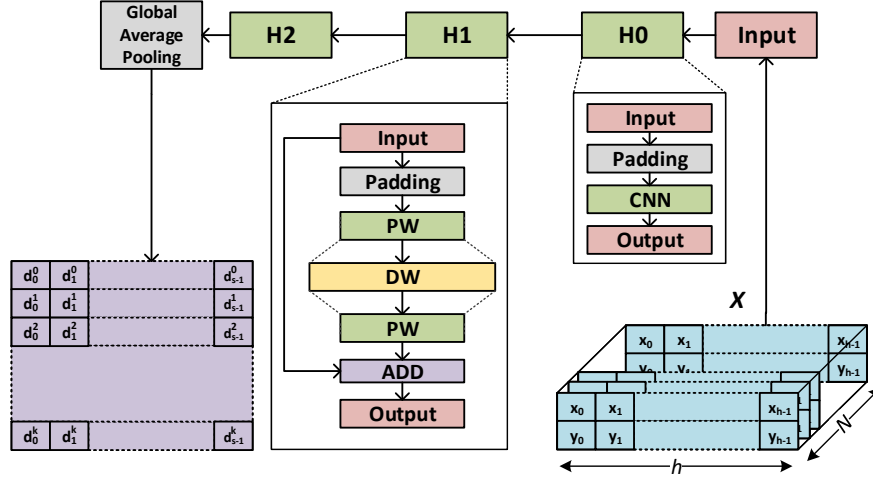 Global
Average
Pooling
H2
H1
H0
Input
Input
Padding
PW
DW
PW
ADD
Output
Input
Padding
CNN
Output
d₀⁰ d₁⁰ dₛ₋₁⁰
d₀¹ d₁¹ dₛ₋₁¹
d₀² d₁² dₛ₋₁²
d₀ᵏ d₁ᵏ dₛ₋₁ᵏ
X
x₀ x₁ xₕ₋₁
y₀ y₁ yₕ₋₁
x₀ x₁ xₕ₋₁
y₀ y₁ yₕ₋₁
h
N